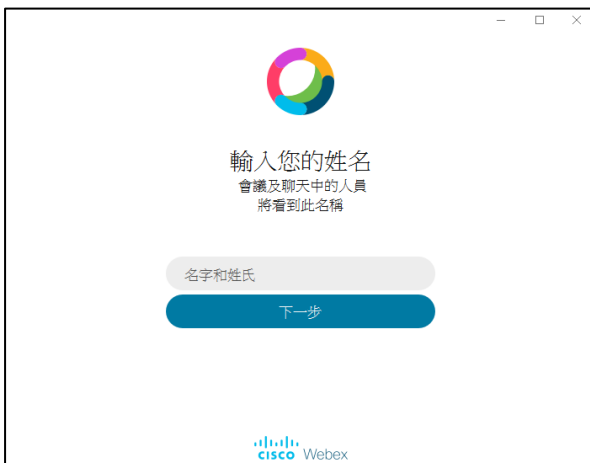 輸入您的姓名
會議及聊天中的人員
將看到此名稱
名字和姓氏
下一步
CISCO Webex